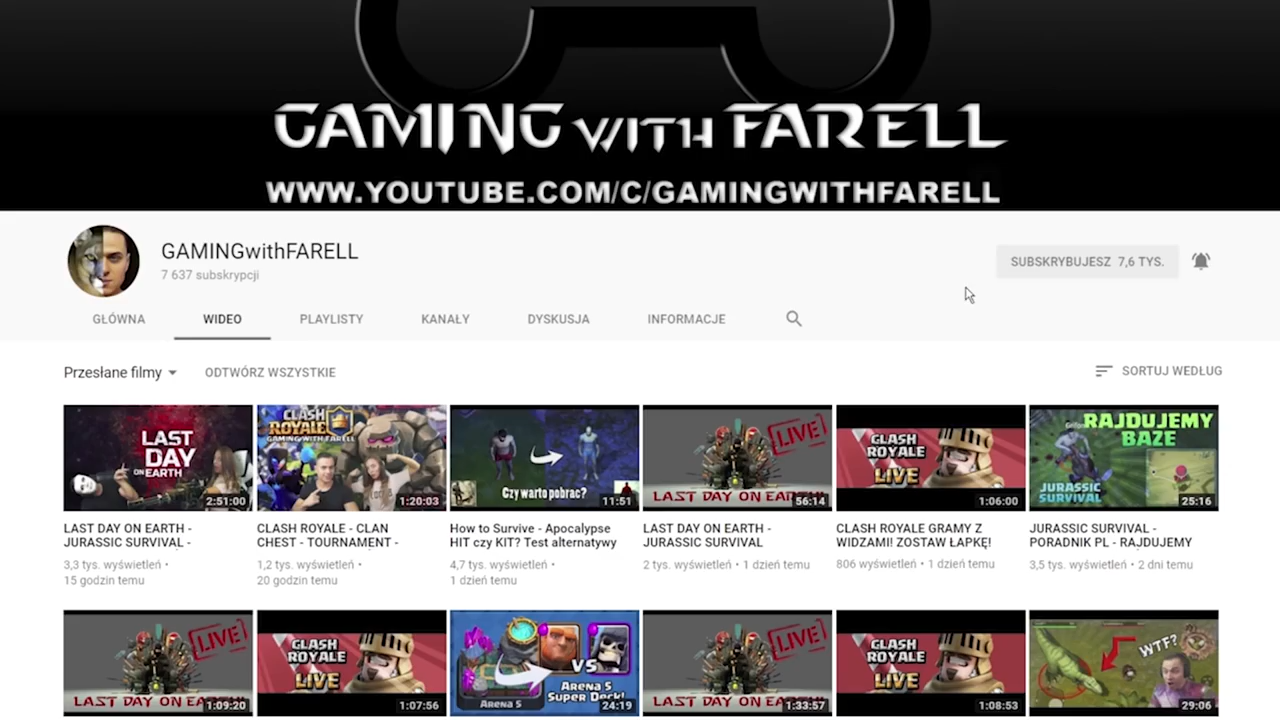 GAMING WITH FARELL
WWW.YOUTUBE.COM/C/GAMINGWITHFARELL
GAMINGwithFARELL
7 637 subskrypcji
SUBSKRYBUJESZ 7,6 TYS.
GŁÓWNA WIDEO PLAYLISTY KANAŁY DYSKUSJA INFORMACJE
Przesłane filmy ODTWÓRZ WSZYSTKIE SORTUJ WEDŁUG
LAST DAY ON EARTH
2:51:00
CLASH ROYALE
GAMING WITH FARELL
1:20:03
Czy warto pobrac?
11:51
LIVE
LAST DAY ON EARTH
56:14
CLASH ROYALE LIVE
1:06:00
RAJDUJEMY BAZE
JURASSIC SURVIVAL
25:16
LAST DAY ON EARTH -
JURASSIC SURVIVAL -
3,3 tys. wyświetleń •
15 godzin temu
CLASH ROYALE - CLAN
CHEST - TOURNAMENT -
1,2 tys. wyświetleń •
20 godzin temu
How to Survive - Apocalypse
HIT czy KIT? Test alternatywy
4,7 tys. wyświetleń •
1 dzień temu
LAST DAY ON EARTH -
JURASSIC SURVIVAL
2 tys. wyświetleń • 1 dzień temu
CLASH ROYALE GRAMY Z
WIDZAMI! ZOSTAW ŁAPKĘ!
806 wyświetleń • 1 dzień temu
JURASSIC SURVIVAL -
PORADNIK PL - RAJDUJEMY
3,5 tys. wyświetleń • 2 dni temu
LIVE
LAST DAY ON EARTH
1:09:20
CLASH ROYALE LIVE
1:07:56
VS
Arena 5
Super Deck!
Arena 5
24:19
LIVE
LAST DAY ON EARTH
1:33:57
CLASH ROYALE LIVE
1:08:53
WTF?
29:06